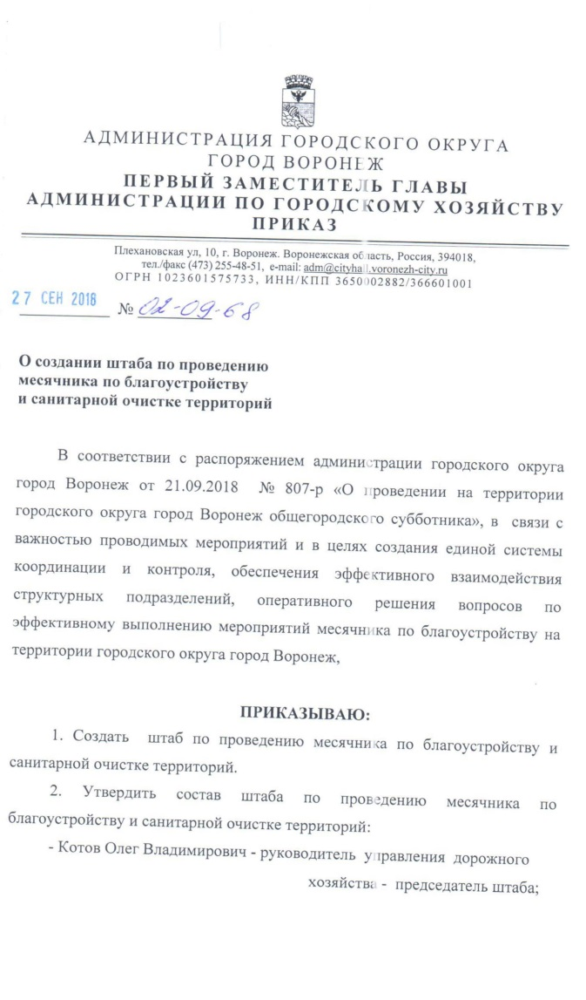 АДМИНИСТРАЦИЯ ГОРОДСКОГО ОКРУГА
ГОРОД ВОРОНЕЖ
ПЕРВЫЙ ЗАМЕСТИТЕЛЬ ГЛАВЫ
АДМИНИСТРАЦИИ ПО ГОРОДСКОМУ ХОЗЯЙСТВУ
ПРИКАЗ
Плехановская ул, 10, г. Воронеж. Воронежская область, Россия, 394018,
тел./факс (473) 255-48-51, e-mail: adm@cityhall.voronezh-city.ru
ОГРН 1023601575733, ИНН/КПП 3650002882/366601001
27 СЕН 2018 № 02-09-68
О создании штаба по проведению
месячника по благоустройству
и санитарной очистке территорий
В соответствии с распоряжением администрации городского округа
город Воронеж от 21.09.2018 № 807-р «О проведении на территории
городского округа город Воронеж общегородского субботника», в связи с
важностью проводимых мероприятий и в целях создания единой системы
координации и контроля, обеспечения эффективного взаимодействия
структурных подразделений, оперативного решения вопросов по
эффективному выполнению мероприятий месячника по благоустройству на
территории городского округа город Воронеж,
ПРИКАЗЫВАЮ:
1. Создать штаб по проведению месячника по благоустройству и
санитарной очистке территорий.
2. Утвердить состав штаба по проведению месячника по
благоустройству и санитарной очистке территорий:
- Котов Олег Владимирович - руководитель управления дорожного
хозяйства - председатель штаба;